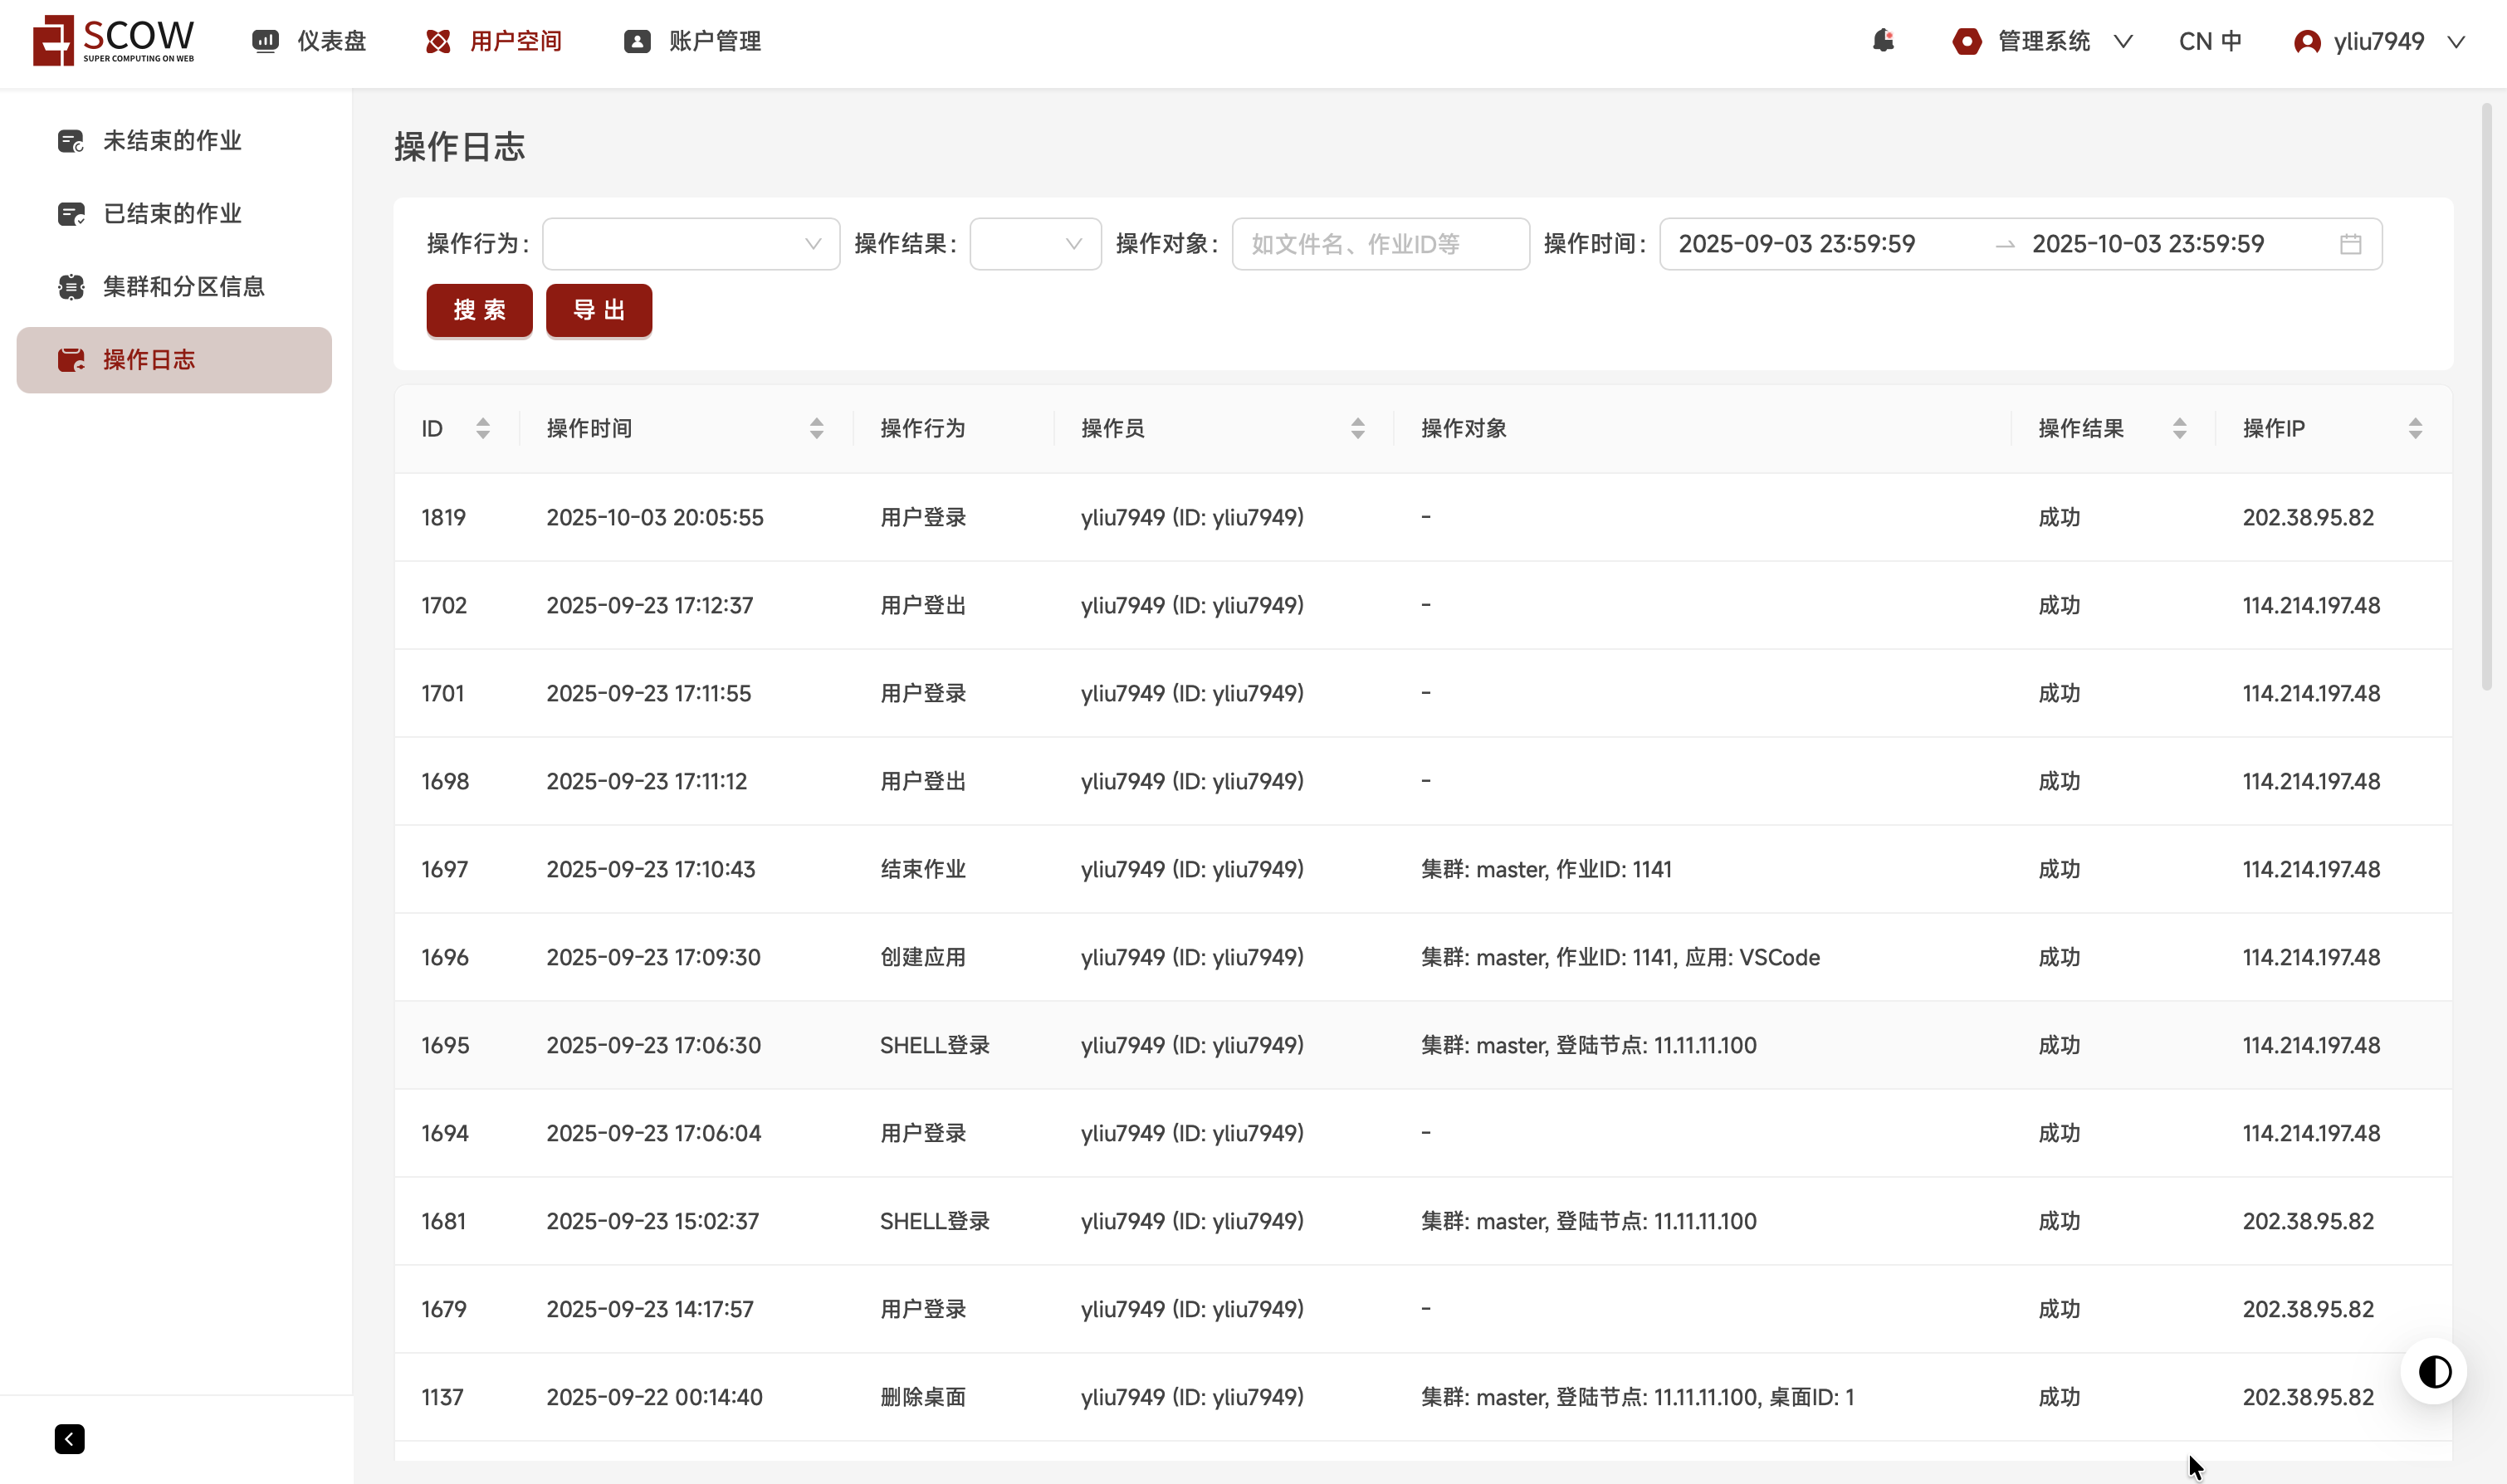 SCOW
SUPER COMPUTING ON WEB
仪表盘
用户空间
账户管理
管理系统
CN 中
yliu7949
未结束的作业
已结束的作业
集群和分区信息
操作日志
操作日志
操作行为: 操作结果: 操作对象: 如文件名、作业ID等 操作时间: 2025-09-03 23:59:59 → 2025-10-03 23:59:59
搜 索 导 出
ID 操作时间 操作行为 操作员 操作对象 操作结果 操作IP
1819 2025-10-03 20:05:55 用户登录 yliu7949 (ID: yliu7949) - 成功 202.38.95.82
1702 2025-09-23 17:12:37 用户登出 yliu7949 (ID: yliu7949) - 成功 114.214.197.48
1701 2025-09-23 17:11:55 用户登录 yliu7949 (ID: yliu7949) - 成功 114.214.197.48
1698 2025-09-23 17:11:12 用户登出 yliu7949 (ID: yliu7949) - 成功 114.214.197.48
1697 2025-09-23 17:10:43 结束作业 yliu7949 (ID: yliu7949) 集群: master, 作业ID: 1141 成功 114.214.197.48
1696 2025-09-23 17:09:30 创建应用 yliu7949 (ID: yliu7949) 集群: master, 作业ID: 1141, 应用: VSCode 成功 114.214.197.48
1695 2025-09-23 17:06:30 SHELL登录 yliu7949 (ID: yliu7949) 集群: master, 登陆节点: 11.11.11.100 成功 114.214.197.48
1694 2025-09-23 17:06:04 用户登录 yliu7949 (ID: yliu7949) - 成功 114.214.197.48
1681 2025-09-23 15:02:37 SHELL登录 yliu7949 (ID: yliu7949) 集群: master, 登陆节点: 11.11.11.100 成功 202.38.95.82
1679 2025-09-23 14:17:57 用户登录 yliu7949 (ID: yliu7949) - 成功 202.38.95.82
1137 2025-09-22 00:14:40 删除桌面 yliu7949 (ID: yliu7949) 集群: master, 登陆节点: 11.11.11.100, 桌面ID: 1 成功 202.38.95.82